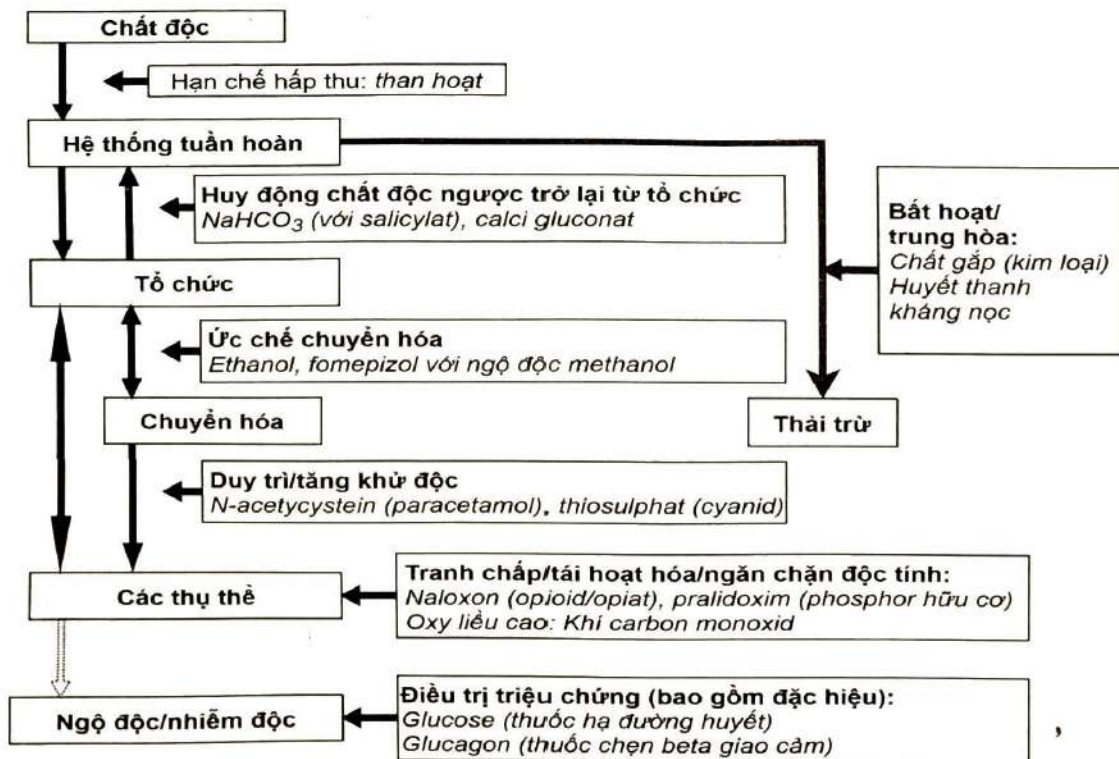 Chất độc
Hạn chế hấp thu: than hoạt
Hệ thống tuần hoàn
Huy động chất độc ngược trở lại từ tổ chức
NaHCO₃ (với salicylat), calci gluconat
Bất hoạt/
trung hòa:
Chất gắp (kim loại)
Huyết thanh
kháng nọc
Tổ chức
Ức chế chuyển hóa
Ethanol, fomepizol với ngộ độc methanol
Chuyển hóa
Thải trừ
Duy trì/tăng khử độc
N-acetycystein (paracetamol), thiosulphat (cyanid)
Các thụ thể
Tranh chấp/tái hoạt hóa/ngăn chặn độc tính:
Naloxon (opioid/opiat), pralidoxim (phosphor hữu cơ)
Oxy liều cao: Khí carbon monoxid
Ngộ độc/nhiễm độc
Điều trị triệu chứng (bao gồm đặc hiệu):
Glucose (thuốc hạ đường huyết)
Glucagon (thuốc chẹn beta giao cảm)
,